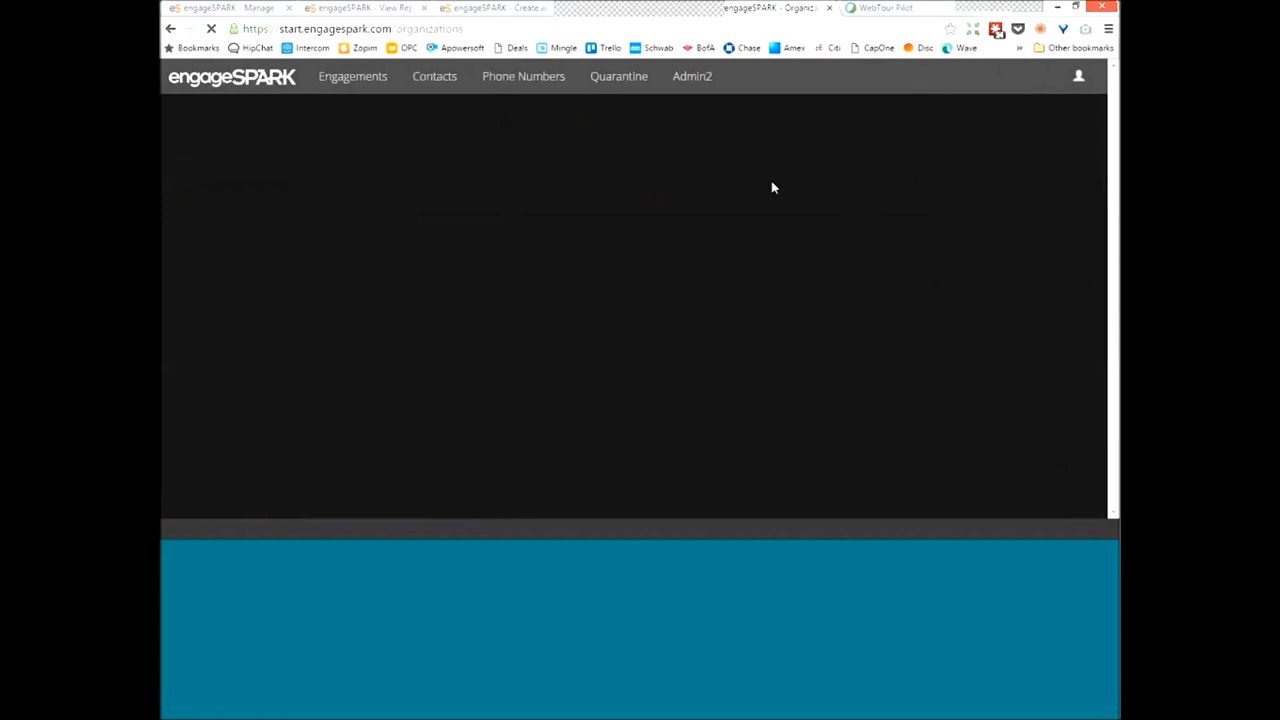 engageSPARK - Manage
engageSPARK - View Re
engageSPARK - Create a
engageSPARK - Organiz
WebTour Pilot
https://start.engagespark.com/organizations
Bookmarks HipChat Intercom Zopim OPC Apowersoft Deals Mingle Trello Schwab BofA Chase Amex Citi CapOne Disc Wave » Other bookmarks
engageSPARK Engagements Contacts Phone Numbers Quarantine Admin2